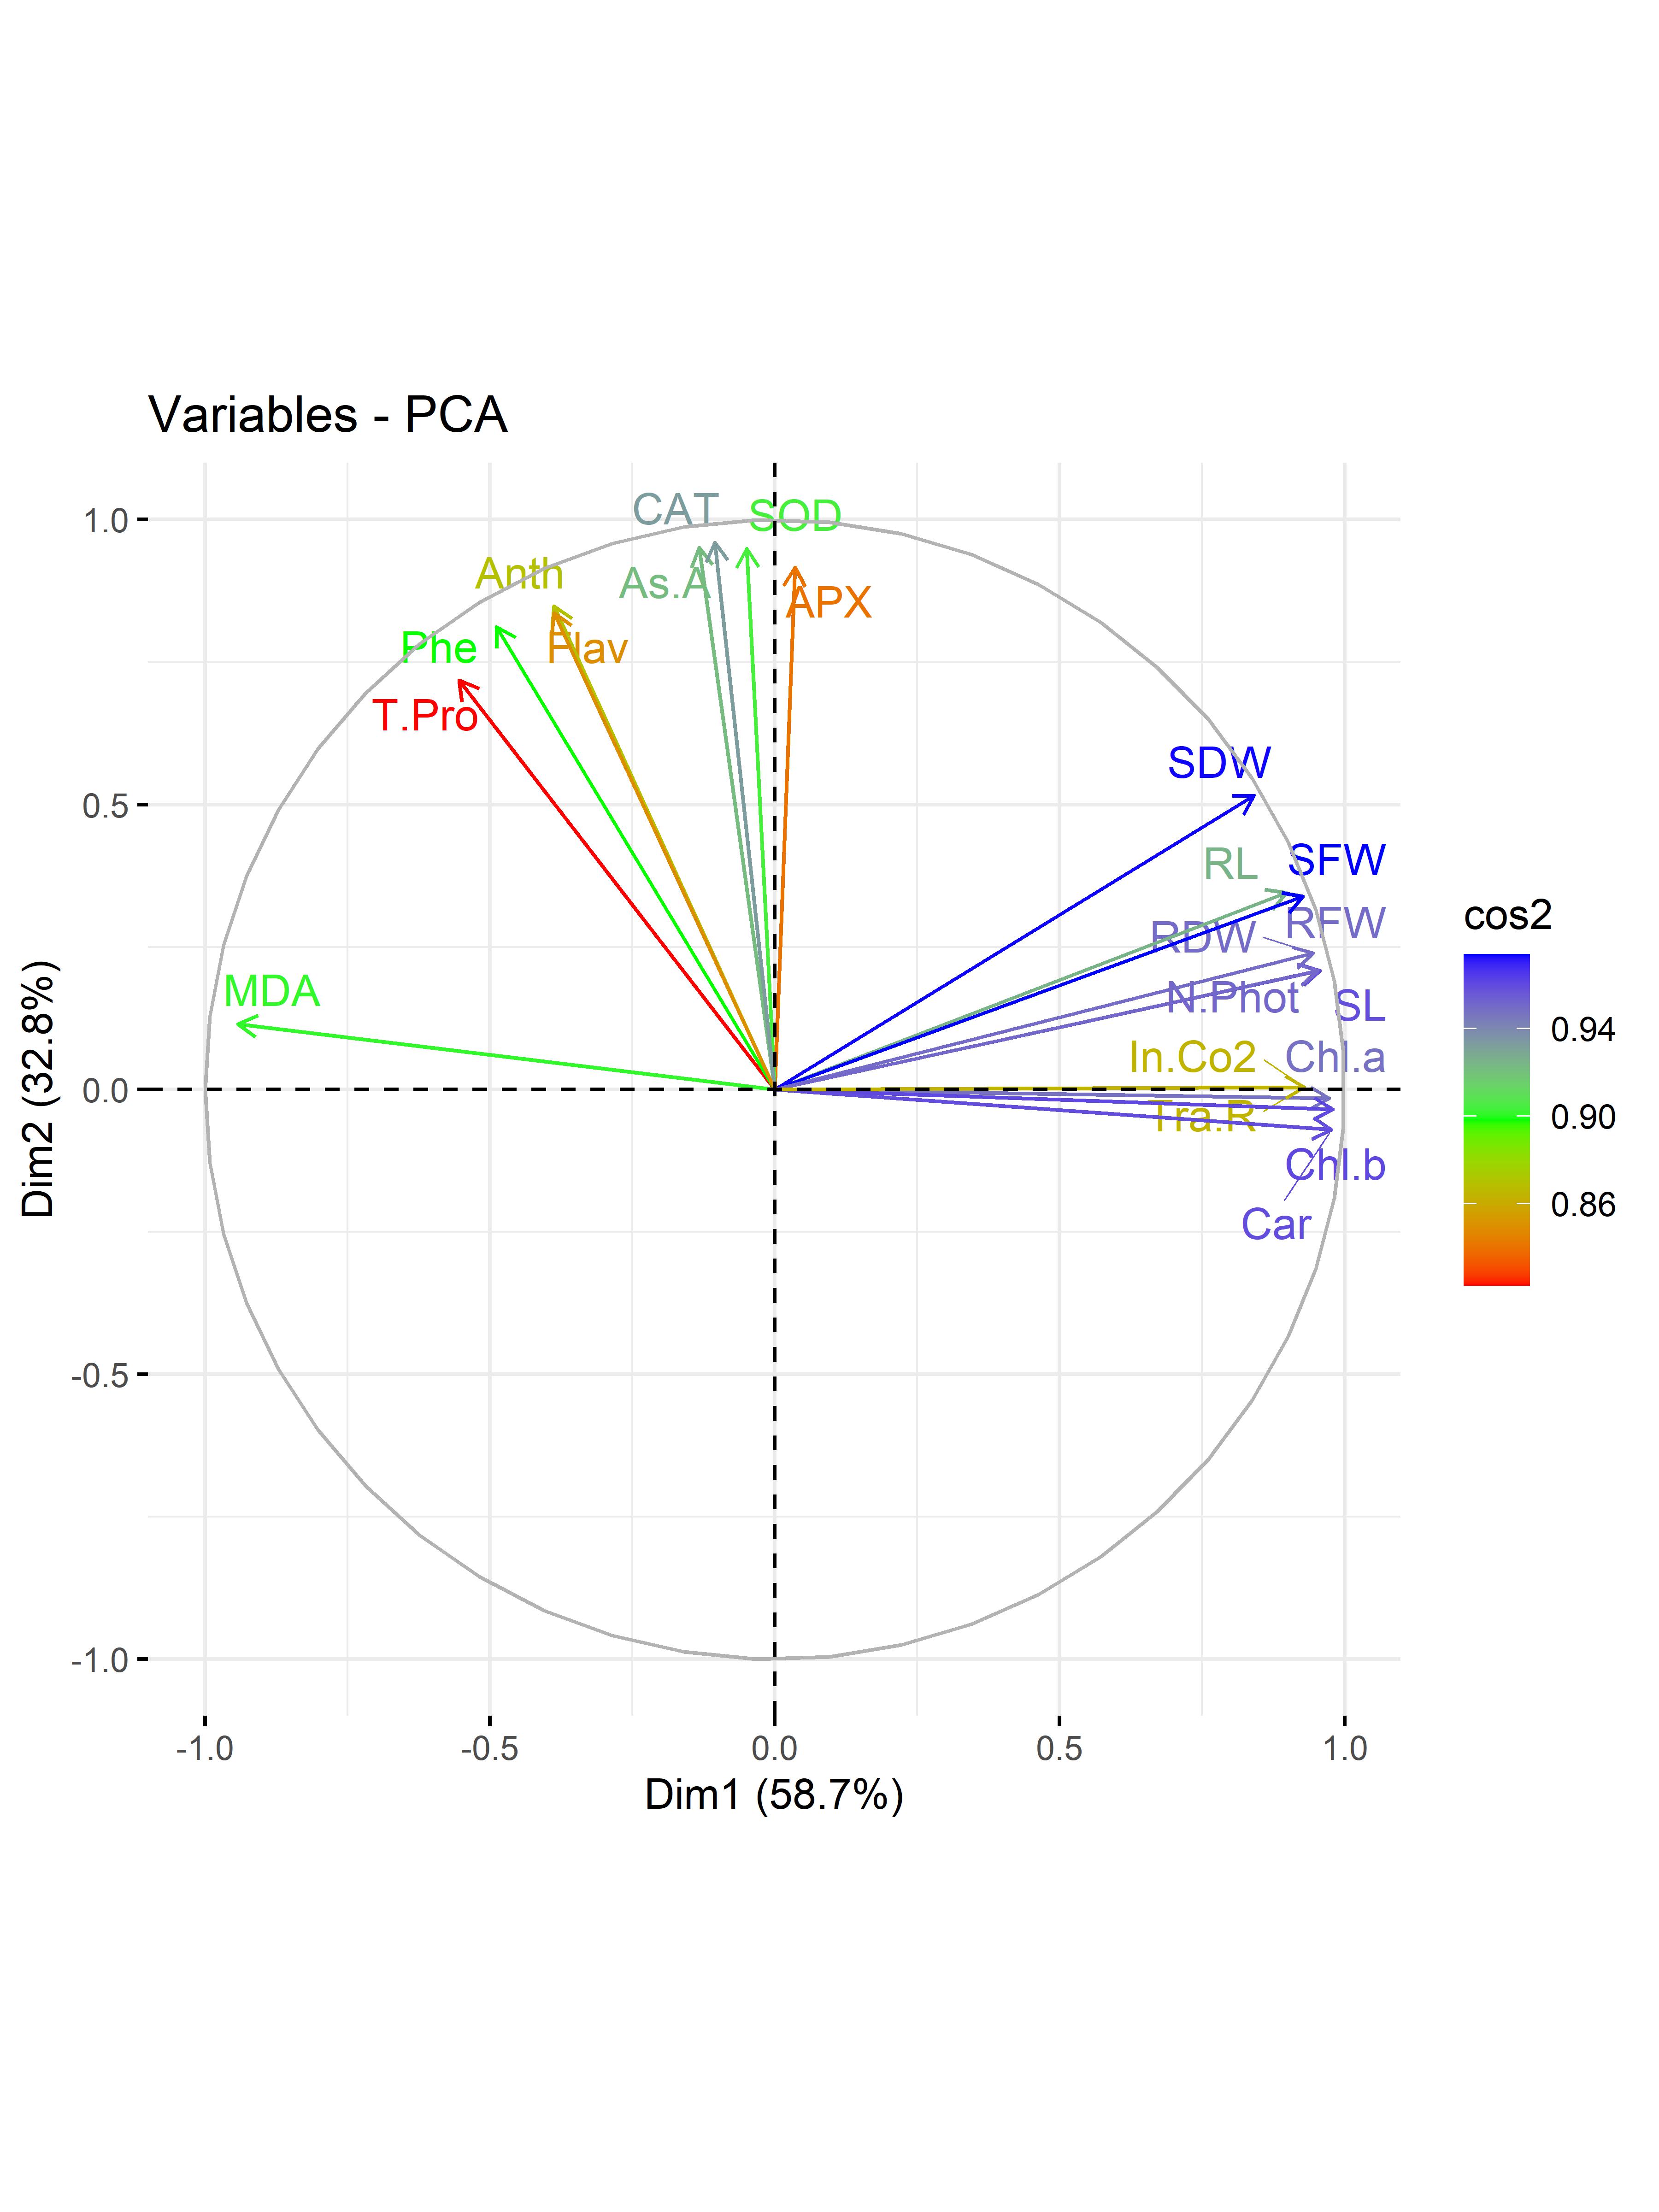 Variables - PCA
CAT
SOD
Anth
As.A
APX
Phe
Flav
T.Pro
SDW
RL
SFW
RDW
RFW
MDA
N.Phot
SL
In.Co2
Chl.a
Tra.R
Chl.b
Car
1.0
0.5
0.0
-0.5
-1.0
Dim2 (32.8%)
-1.0
-0.5
0.0
0.5
1.0
Dim1 (58.7%)
cos2
0.94
0.90
0.86